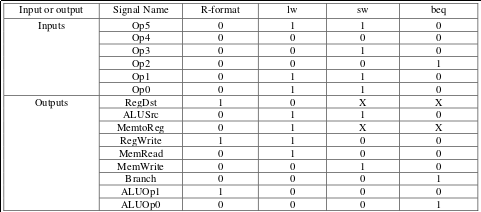 Input or output Signal Name R-format lw sw beq
Inputs Op5 0 1 1 0
Op4 0 0 0 0
Op3 0 0 1 0
Op2 0 0 0 1
Op1 0 1 1 0
Op0 0 1 1 0
Outputs RegDst 1 0 X X
ALUSrc 0 1 1 0
MemtoReg 0 1 X X
RegWrite 1 1 0 0
MemRead 0 1 0 0
MemWrite 0 0 1 0
Branch 0 0 0 1
ALUOp1 1 0 0 0
ALUOp0 0 0 0 1